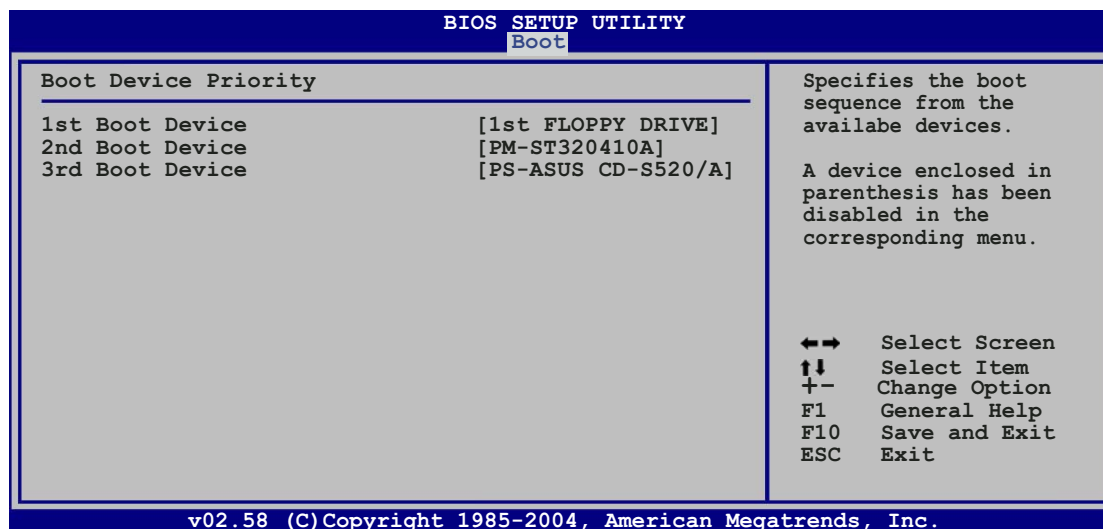 BIOS SETUP UTILITY
Boot
Boot Device Priority
1st Boot Device [1st FLOPPY DRIVE]
2nd Boot Device [PM-ST320410A]
3rd Boot Device [PS-ASUS CD-S520/A]
Specifies the boot
sequence from the
availabe devices.
A device enclosed in
parenthesis has been
disabled in the
corresponding menu.
←→ Select Screen
↑↓ Select Item
+- Change Option
F1 General Help
F10 Save and Exit
ESC Exit
v02.58 (C)Copyright 1985-2004, American Megatrends, Inc.